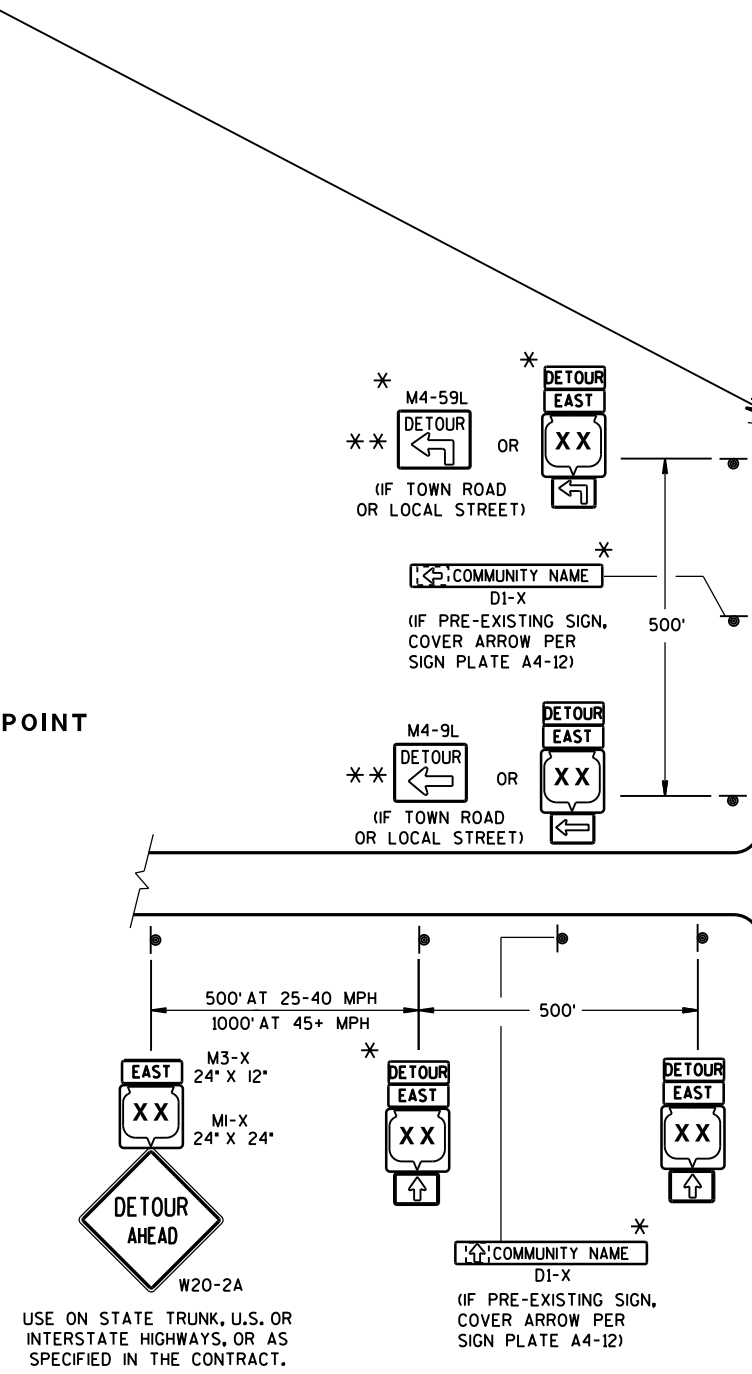 DETOUR
EAST
XX
M4-59L
DETOUR
** OR
(IF TOWN ROAD
OR LOCAL STREET)
COMMUNITY NAME
D1-X
(IF PRE-EXISTING SIGN,
COVER ARROW PER
SIGN PLATE A4-12)
500'
POINT
DETOUR
EAST
XX
M4-9L
DETOUR
** OR
(IF TOWN ROAD
OR LOCAL STREET)
500' AT 25-40 MPH
1000' AT 45+ MPH
500'
EAST
M3-X
24" X 12"
XX
M1-X
24" X 24"
DETOUR
AHEAD
W20-2A
USE ON STATE TRUNK, U.S. OR
INTERSTATE HIGHWAYS, OR AS
SPECIFIED IN THE CONTRACT.
*
DETOUR
EAST
XX
DETOUR
EAST
XX
*
COMMUNITY NAME
D1-X
(IF PRE-EXISTING SIGN,
COVER ARROW PER
SIGN PLATE A4-12)